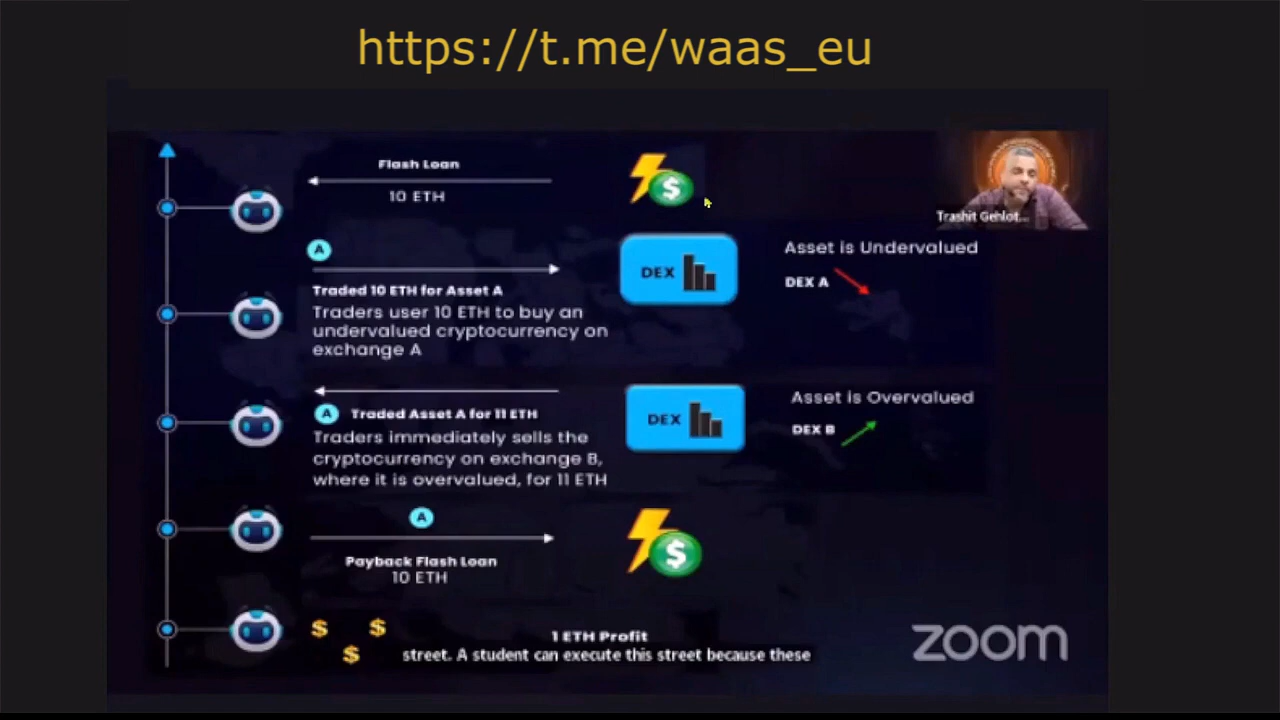 https://t.me/waas_eu
Flash Loan
10 ETH
$
Trashit Gehlot...
A
DEX
Asset is Undervalued
DEX A
Traded 10 ETH for Asset A
Traders user 10 ETH to buy an
undervalued cryptocurrency on
exchange A
DEX
Asset is Overvalued
DEX B
A Traded Asset A for 11 ETH
Traders immediately sells the
cryptocurrency on exchange B,
where it is overvalued, for 11 ETH
A
$
Payback Flash Loan
10 ETH
$ $
$
1 ETH Profit
street. A student can execute this street because these
zoom